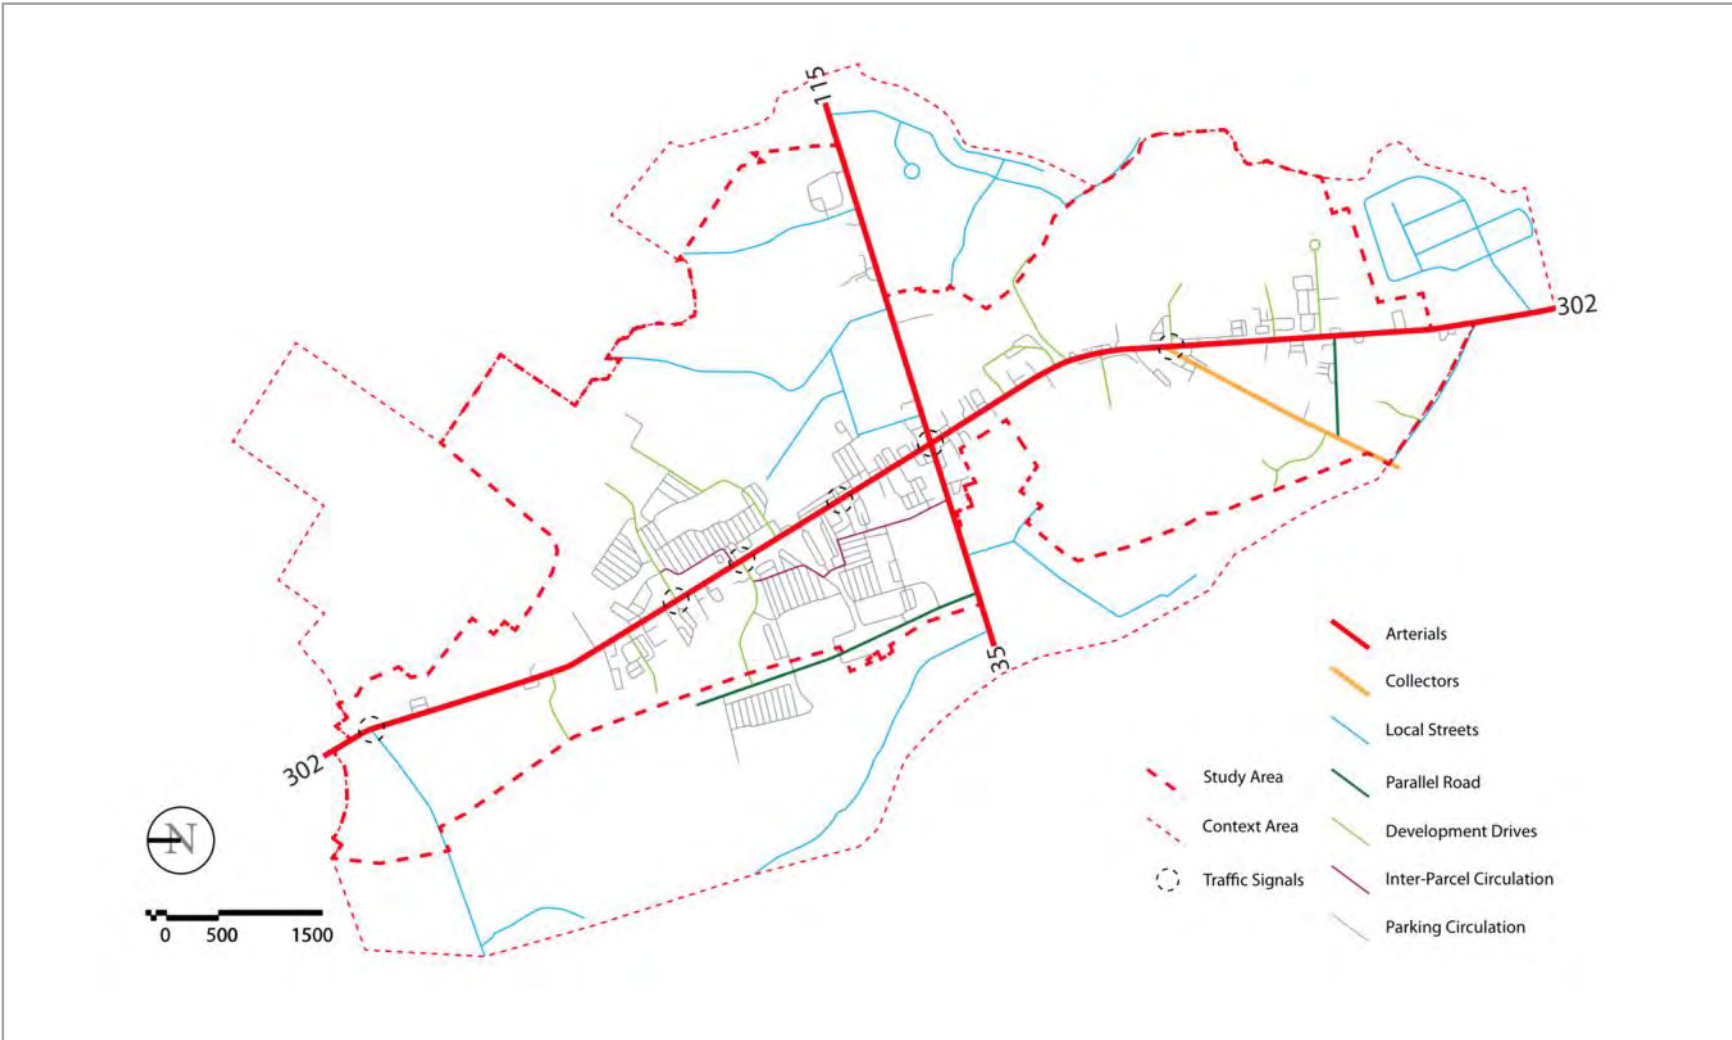 115
302
302
35
Arterials
Collectors
Local Streets
Study Area
Parallel Road
Context Area
Development Drives
Traffic Signals
Inter-Parcel Circulation
Parking Circulation
N
0 500 1500